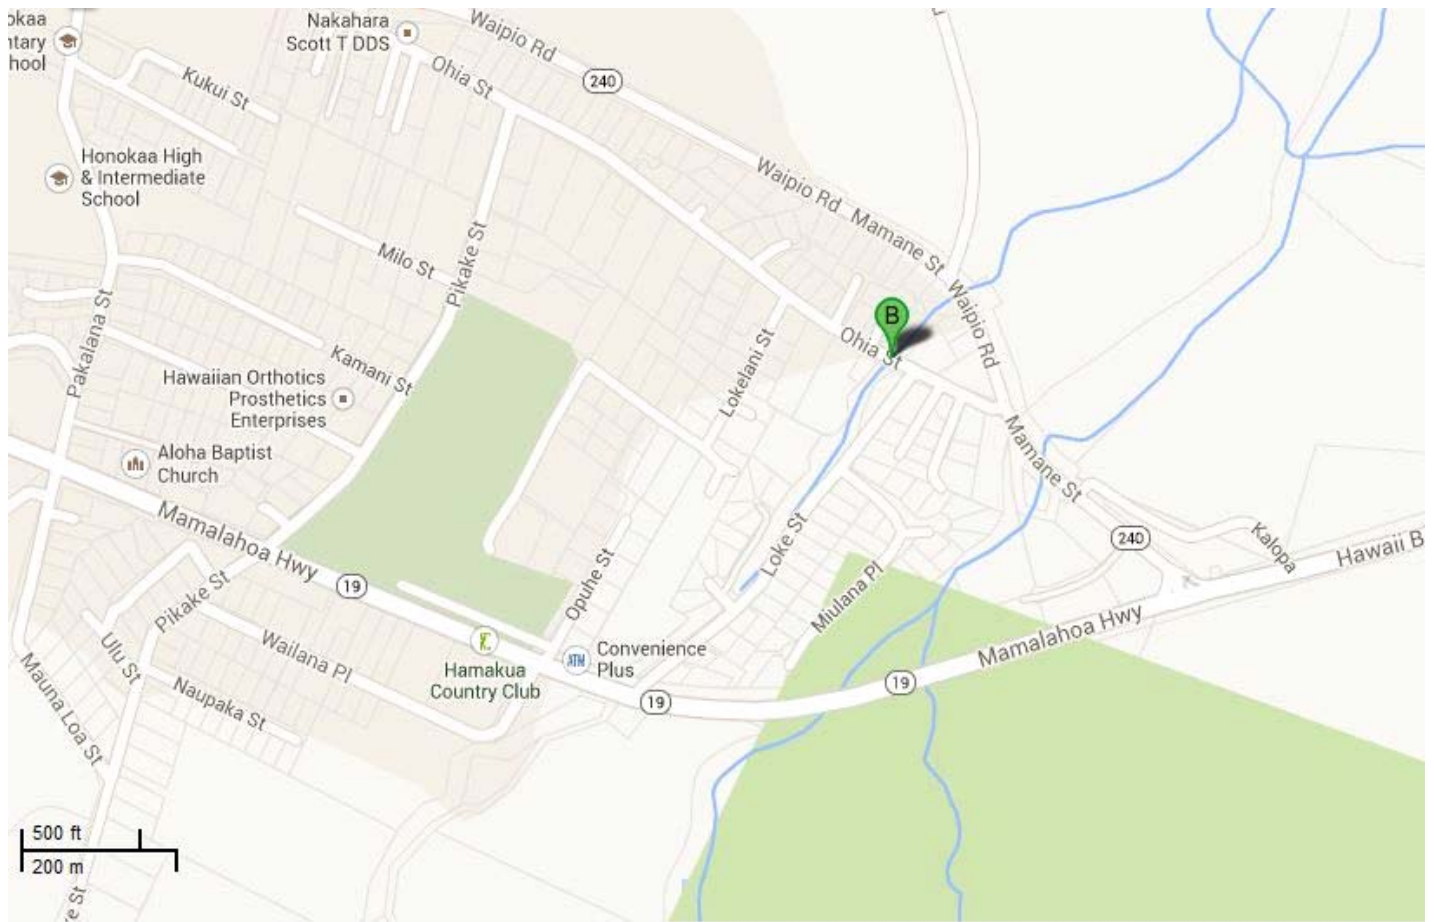 okaa
ntary
hool
Nakahara
Scott T DDS
Waipio Rd
Ohia St
240
Kukui St
Honokaa High
& Intermediate
School
Waipio Rd
Mamane St
Milo St
Pikake St
Pakalana St
Kamani St
B
Ohia St
Waipio Rd
Lokelani St
Hawaiian Orthotics
Prosthetics
Enterprises
Aloha Baptist
Church
Mamane St
Mamalahoa Hwy
19
Loke St
240
Kalopa
Hawaii B
Opuhe St
Miulana Pl
Pikake St
Mamalahoa Hwy
Ulu St
Wailana Pl
Hamakua
Country Club
ATM
Convenience
Plus
19
19
Mauna Loa St
Naupaka St
500 ft
200 m
e St